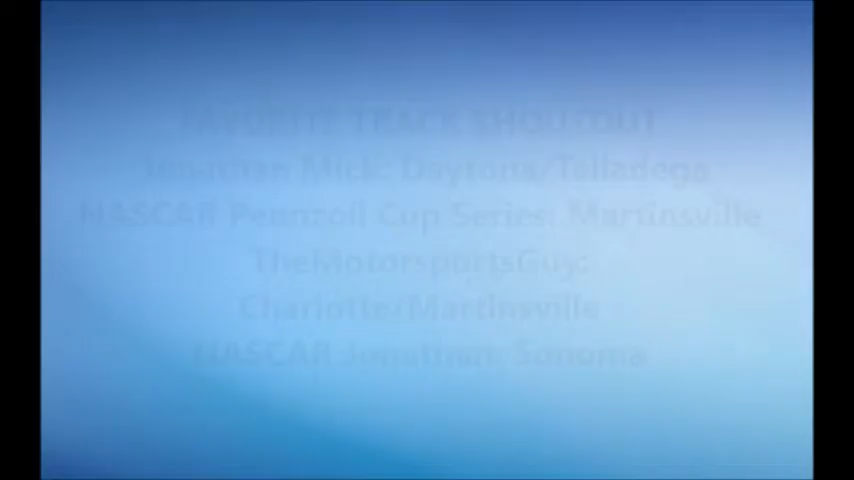 FAVORITE TRACK SHOUTOUT
Jonathan Mick: Daytona/Talladega
NASCAR Pennzoil Cup Series: Martinsville
TheMotorsportsGuy:
Charlotte/Martinsville
NASCAR Jonathan: Sonoma